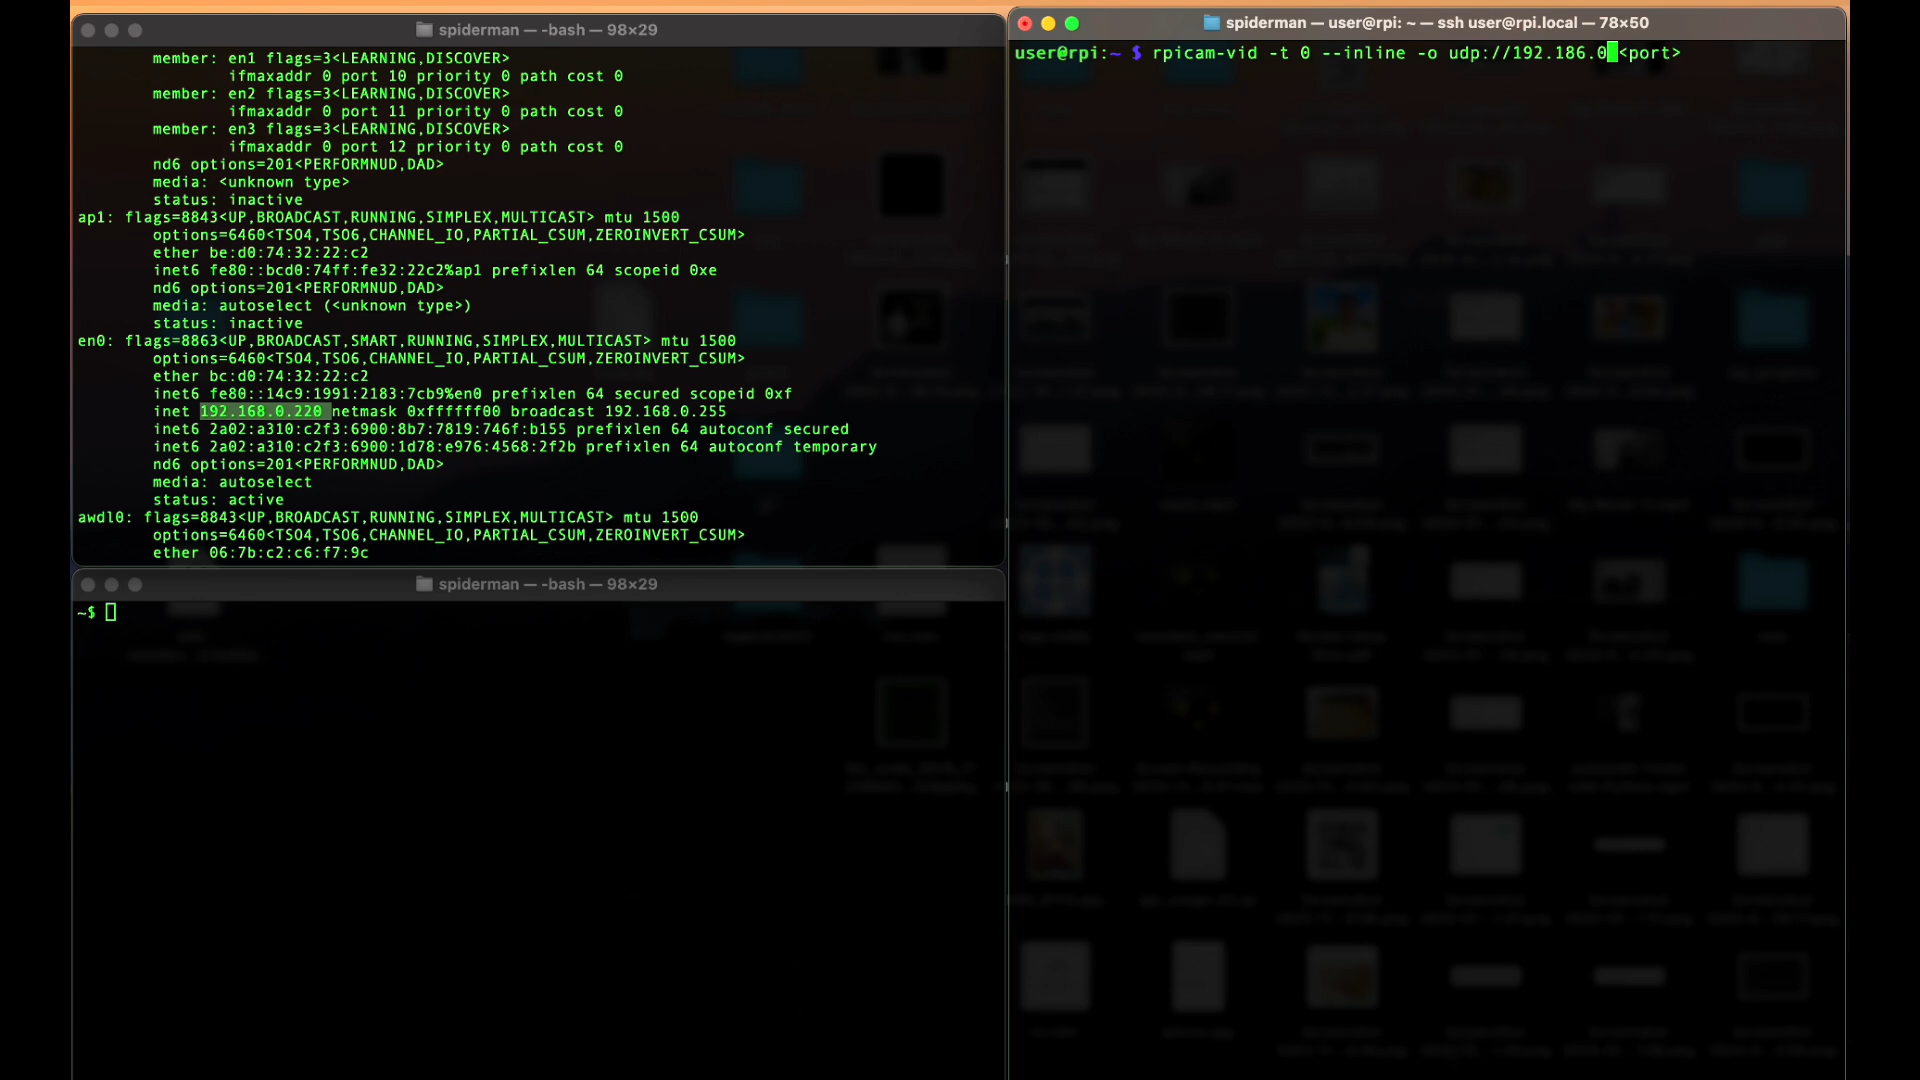 spiderman — -bash — 98×29
member: en1 flags=3<LEARNING,DISCOVER>
ifmaxaddr 0 port 10 priority 0 path cost 0
member: en2 flags=3<LEARNING,DISCOVER>
ifmaxaddr 0 port 11 priority 0 path cost 0
member: en3 flags=3<LEARNING,DISCOVER>
ifmaxaddr 0 port 12 priority 0 path cost 0
nd6 options=201<PERFORMNUD,DAD>
media: <unknown type>
status: inactive
ap1: flags=8843<UP,BROADCAST,RUNNING,SIMPLEX,MULTICAST> mtu 1500
options=6460<TSO4,TSO6,CHANNEL_IO,PARTIAL_CSUM,ZEROINVERT_CSUM>
ether be:d0:74:32:22:c2
inet6 fe80::bcd0:74ff:fe32:22c2%ap1 prefixlen 64 scopeid 0xe
nd6 options=201<PERFORMNUD,DAD>
media: autoselect (<unknown type>)
status: inactive
en0: flags=8863<UP,BROADCAST,SMART,RUNNING,SIMPLEX,MULTICAST> mtu 1500
options=6460<TSO4,TSO6,CHANNEL_IO,PARTIAL_CSUM,ZEROINVERT_CSUM>
ether bc:d0:74:32:22:c2
inet6 fe80::14c9:1991:2183:7cb9%en0 prefixlen 64 secured scopeid 0xf
inet 192.168.0.220 netmask 0xffffff00 broadcast 192.168.0.255
inet6 2a02:a310:c2f3:6900:8b7:7819:746f:b155 prefixlen 64 autoconf secured
inet6 2a02:a310:c2f3:6900:1d78:e976:4568:2f2b prefixlen 64 autoconf temporary
nd6 options=201<PERFORMNUD,DAD>
media: autoselect
status: active
awdl0: flags=8843<UP,BROADCAST,RUNNING,SIMPLEX,MULTICAST> mtu 1500
options=6460<TSO4,TSO6,CHANNEL_IO,PARTIAL_CSUM,ZEROINVERT_CSUM>
ether 06:7b:c2:c6:f7:9c
spiderman — -bash — 98×29
~$
spiderman — user@rpi: ~ — ssh user@rpi.local — 78×50
user@rpi:~ $ rpicam-vid -t 0 --inline -o udp://192.186.0 <port>